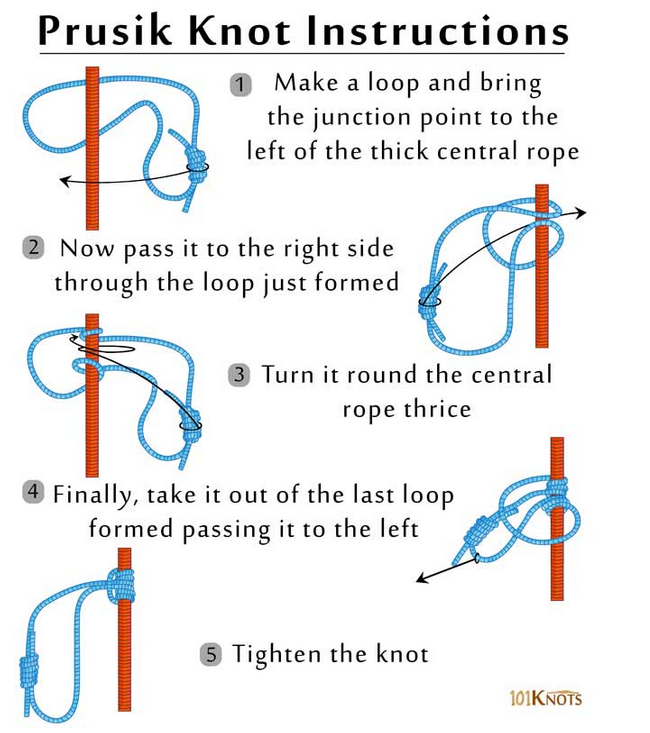 Prusik Knot Instructions
1 Make a loop and bring
the junction point to the
left of the thick central rope
2 Now pass it to the right side
through the loop just formed
3 Turn it round the central
rope thrice
4 Finally, take it out of the last loop
formed passing it to the left
5 Tighten the knot
101KNOTS